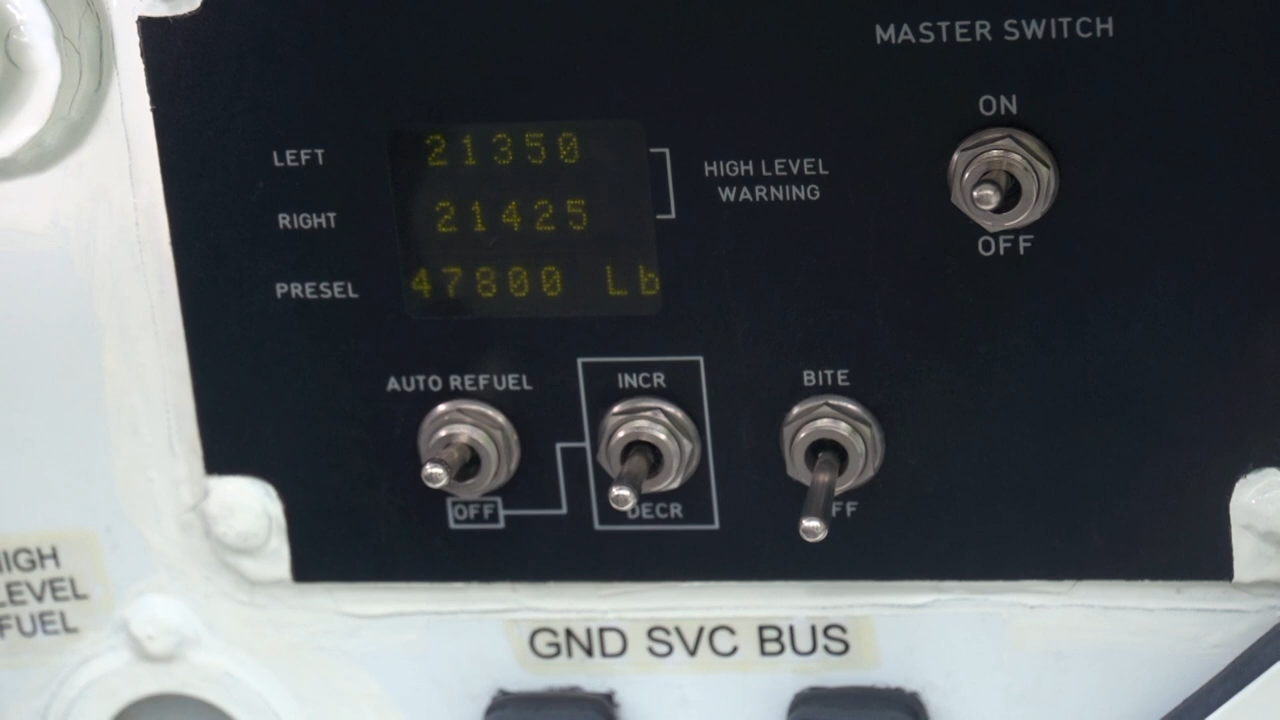 MASTER SWITCH
ON
OFF
LEFT 21350
RIGHT 21425
PRESEL 47800 Lb
HIGH LEVEL
WARNING
AUTO REFUEL
OFF
INCR
DECR
BITE
FF
IIGH
LEVEL
FUEL
GND SVC BUS